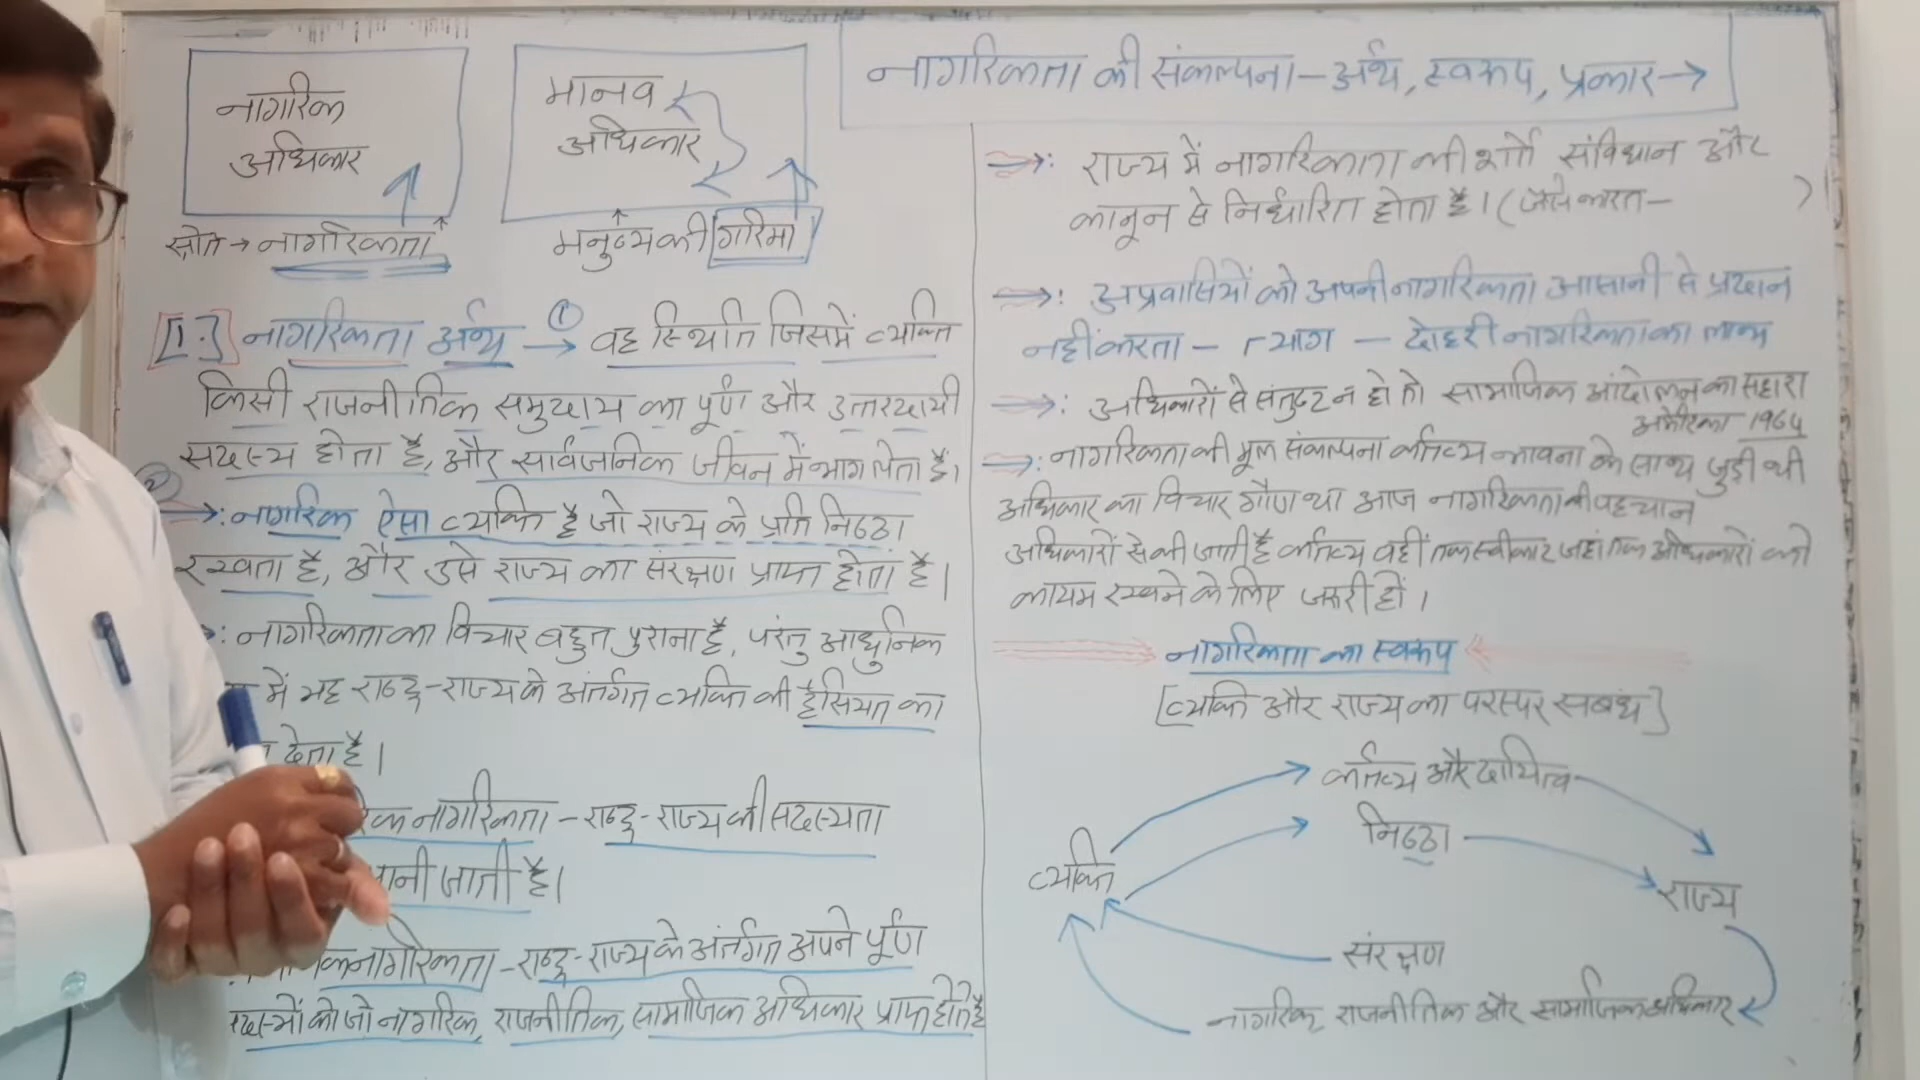 नागरिक
अधिकार
स्रोत → नागरिकता
मानव
अधिकार
मनुष्य की गरिमा
नागरिकता की संकल्पना – अर्थ, स्वरूप, प्रकार →
[1.] नागरिकता अर्थ → ① वह स्थिति जिसमें व्यक्ति
किसी राजनीतिक समुदाय का पूर्ण और उत्तरदायी
सदस्य होता है, और सार्वजनिक जीवन में भाग लेता है।
② →: नागरिक ऐसा व्यक्ति है जो राज्य के प्रति निष्ठा
रखता है, और उसे राज्य का संरक्षण प्राप्त होता है।
: नागरिकता का विचार बहुत पुराना है, परंतु आधुनिक
में यह राष्ट्र-राज्य के अंतर्गत व्यक्ति की हैसियत का
देता है।
नागरिकता – राष्ट्र-राज्य की सदस्यता
जाती है।
नागरिकता – राष्ट्र-राज्य के अंतर्गत अपने पूर्ण
को जो नागरिक, राजनीतिक, सामाजिक अधिकार प्राप्त होते है
→: राज्य में नागरिकता की शर्तें संविधान और
कानून से निर्धारित होता है। (जैसे भारत – )
→: अप्रवासियों को अपनी नागरिकता आसानी से प्रदान
नहीं करता – त्याग – दोहरी नागरिकता का लाभ
→: अधिकारों से संतुष्ट न हो तो सामाजिक आंदोलन का सहारा
अमेरिका 1964
→: नागरिकता की मूल संकल्पना कर्तव्य भावना के साथ जुड़ी थी
अधिकार का विचार गौण था आज नागरिकता की पहचान
अधिकारों से की जाती है कर्तव्य वहीं तक स्वीकार जहां तक अधिकारों को
कायम रखने के लिए जरूरी हों।
नागरिकता का स्वरूप
[व्यक्ति और राज्य का परस्पर सबंध]
कर्तव्य और दायित्व
निष्ठा
व्यक्ति
राज्य
संरक्षण
नागरिक, राजनीतिक और सामाजिक अधिकार